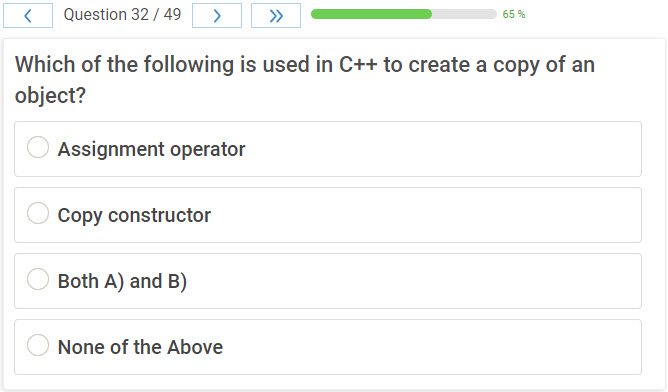 Question 32 / 49
65 %
Which of the following is used in C++ to create a copy of an
object?
Assignment operator
Copy constructor
Both A) and B)
None of the Above